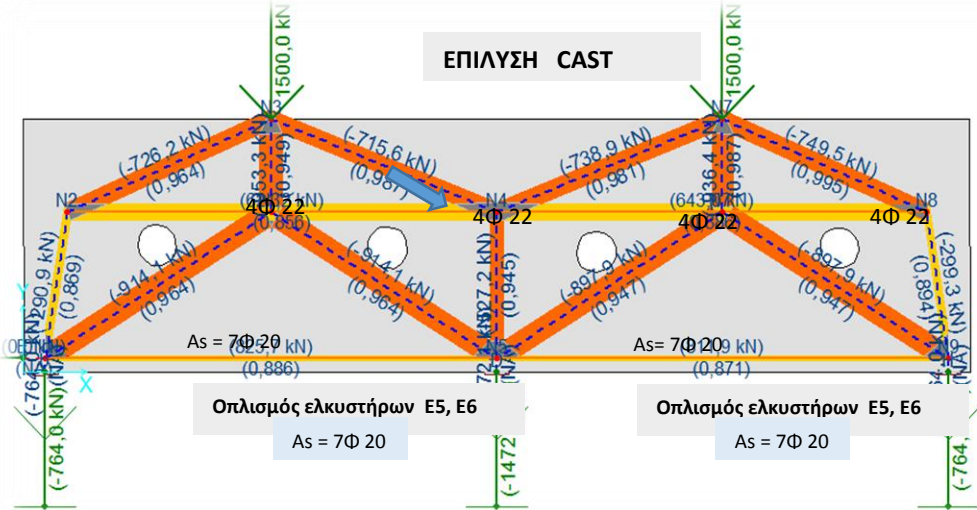 1500,0 kN
1500,0 kN
ΕΠΙΛΥΣΗ CAST
N3
N7
(-726,2 kN)
(0,964)
(-715,6 kN)
(-738,9 kN)
(0,981)
(-749,5 kN)
(0,995)
N2
N4
N8
4Φ 22
4Φ 22
4Φ 22
4Φ 22
(0,869)
(-914,1 kN)
(0,964)
(-914,1 kN)
(0,964)
(0,945)
(-897,9 kN)
(0,947)
(-897,9 kN)
(0,947)
(-299,3 kN)
(0,894)
As = 7Φ 20
As= 7Φ 20
(0,886)
(0,871)
X
Οπλισμός ελκυστήρων Ε5, Ε6
Οπλισμός ελκυστήρων Ε5, Ε6
As = 7Φ 20
As = 7Φ 20
(-764,0 kN)
(-1472
(-764,